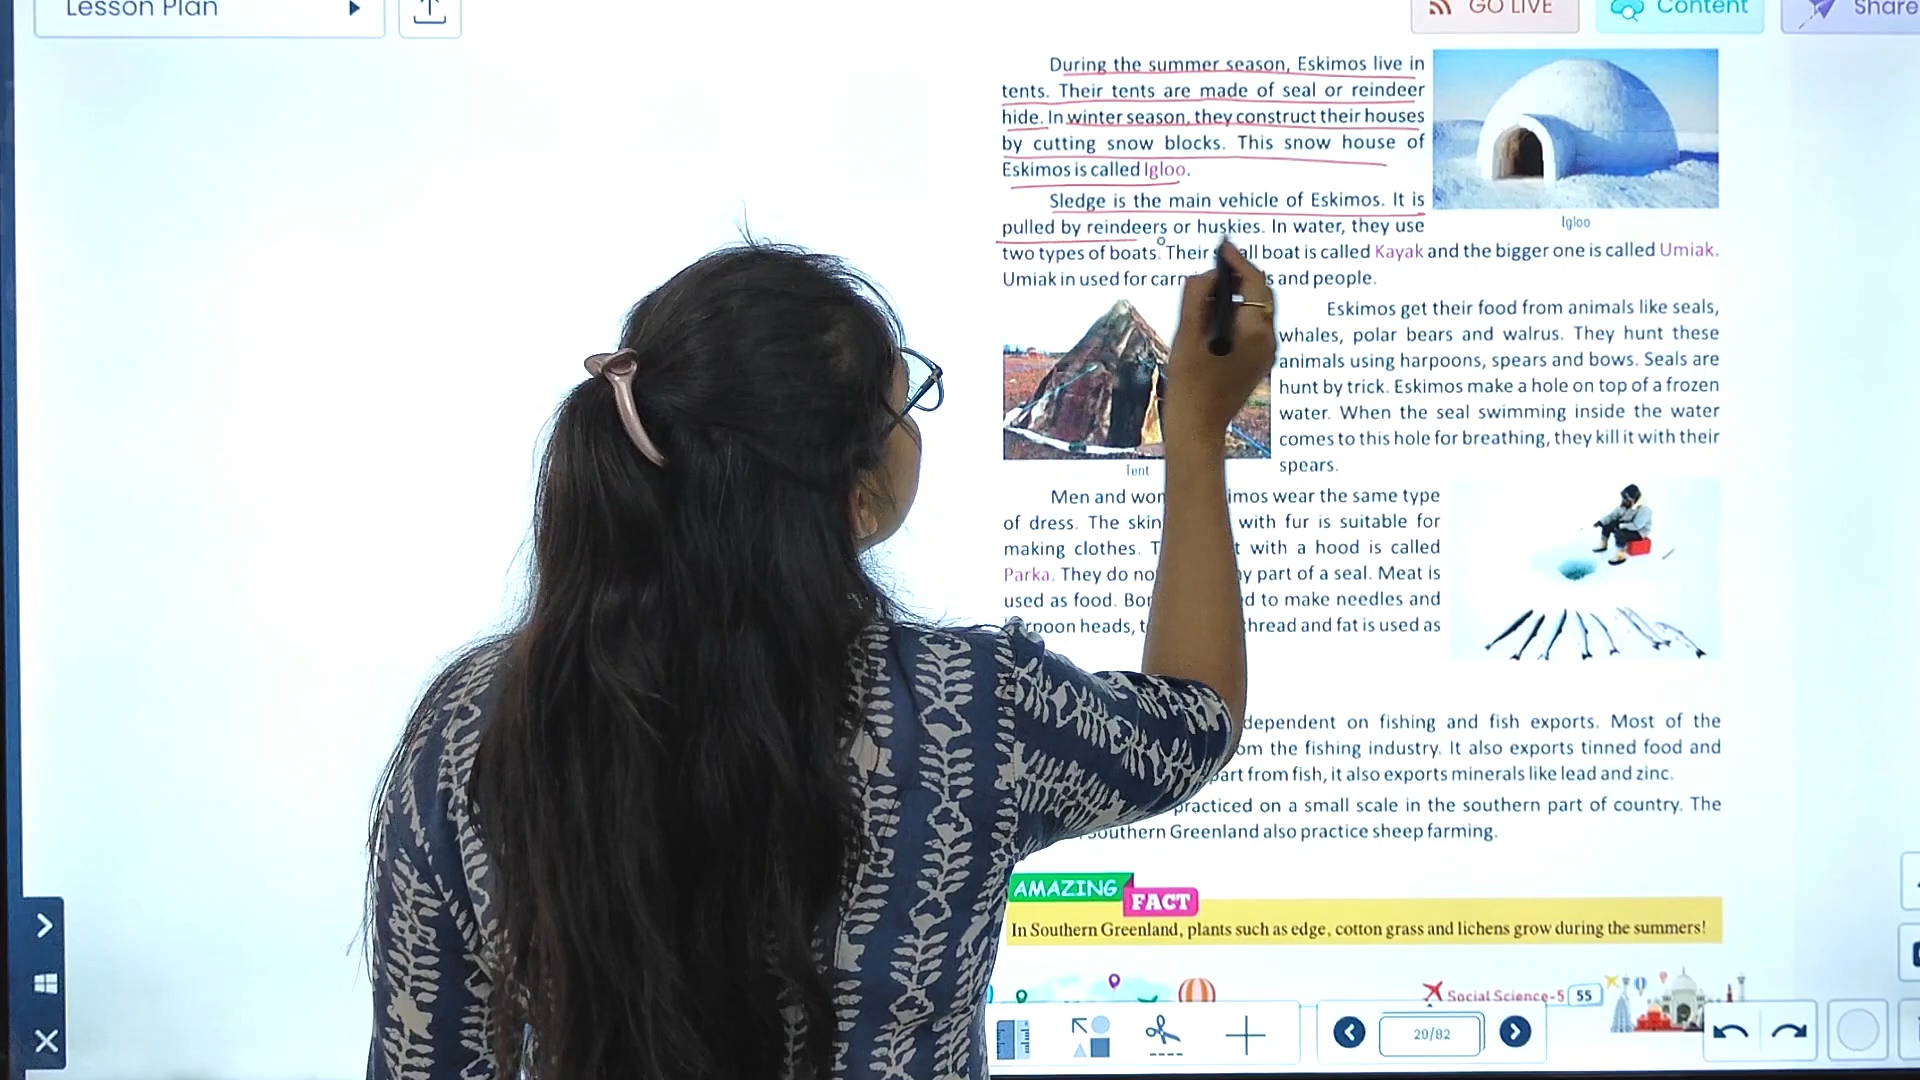 Lesson Plan
GO LIVE
Content
Share
During the summer season, Eskimos live in
tents. Their tents are made of seal or reindeer
hide. In winter season, they construct their houses
by cutting snow blocks. This snow house of
Eskimos is called Igloo.
Igloo
Sledge is the main vehicle of Eskimos. It is
pulled by reindeers or huskies. In water, they use
two types of boats. Their boat is called Kayak and the bigger one is called Umiak.
Umiak in used for and people.
Eskimos get their food from animals like seals,
whales, polar bears and walrus. They hunt these
animals using harpoons, spears and bows. Seals are
hunt by trick. Eskimos make a hole on top of a frozen
water. When the seal swimming inside the water
comes to this hole for breathing, they kill it with their
spears.
Tent
Men and wear the same type
of dress. The skin with fur is suitable for
making clothes. with a hood is called
Parka. They do part of a seal. Meat is
used as food. to make needles and
heads, and fat is used as
dependent on fishing and fish exports. Most of the
the fishing industry. It also exports tinned food and
from fish, it also exports minerals like lead and zinc.
practiced on a small scale in the southern part of country. The
Southern Greenland also practice sheep farming.
AMAZING
FACT
In Southern Greenland, plants such as edge, cotton grass and lichens grow during the summers!
Social Science-5 55
29/82